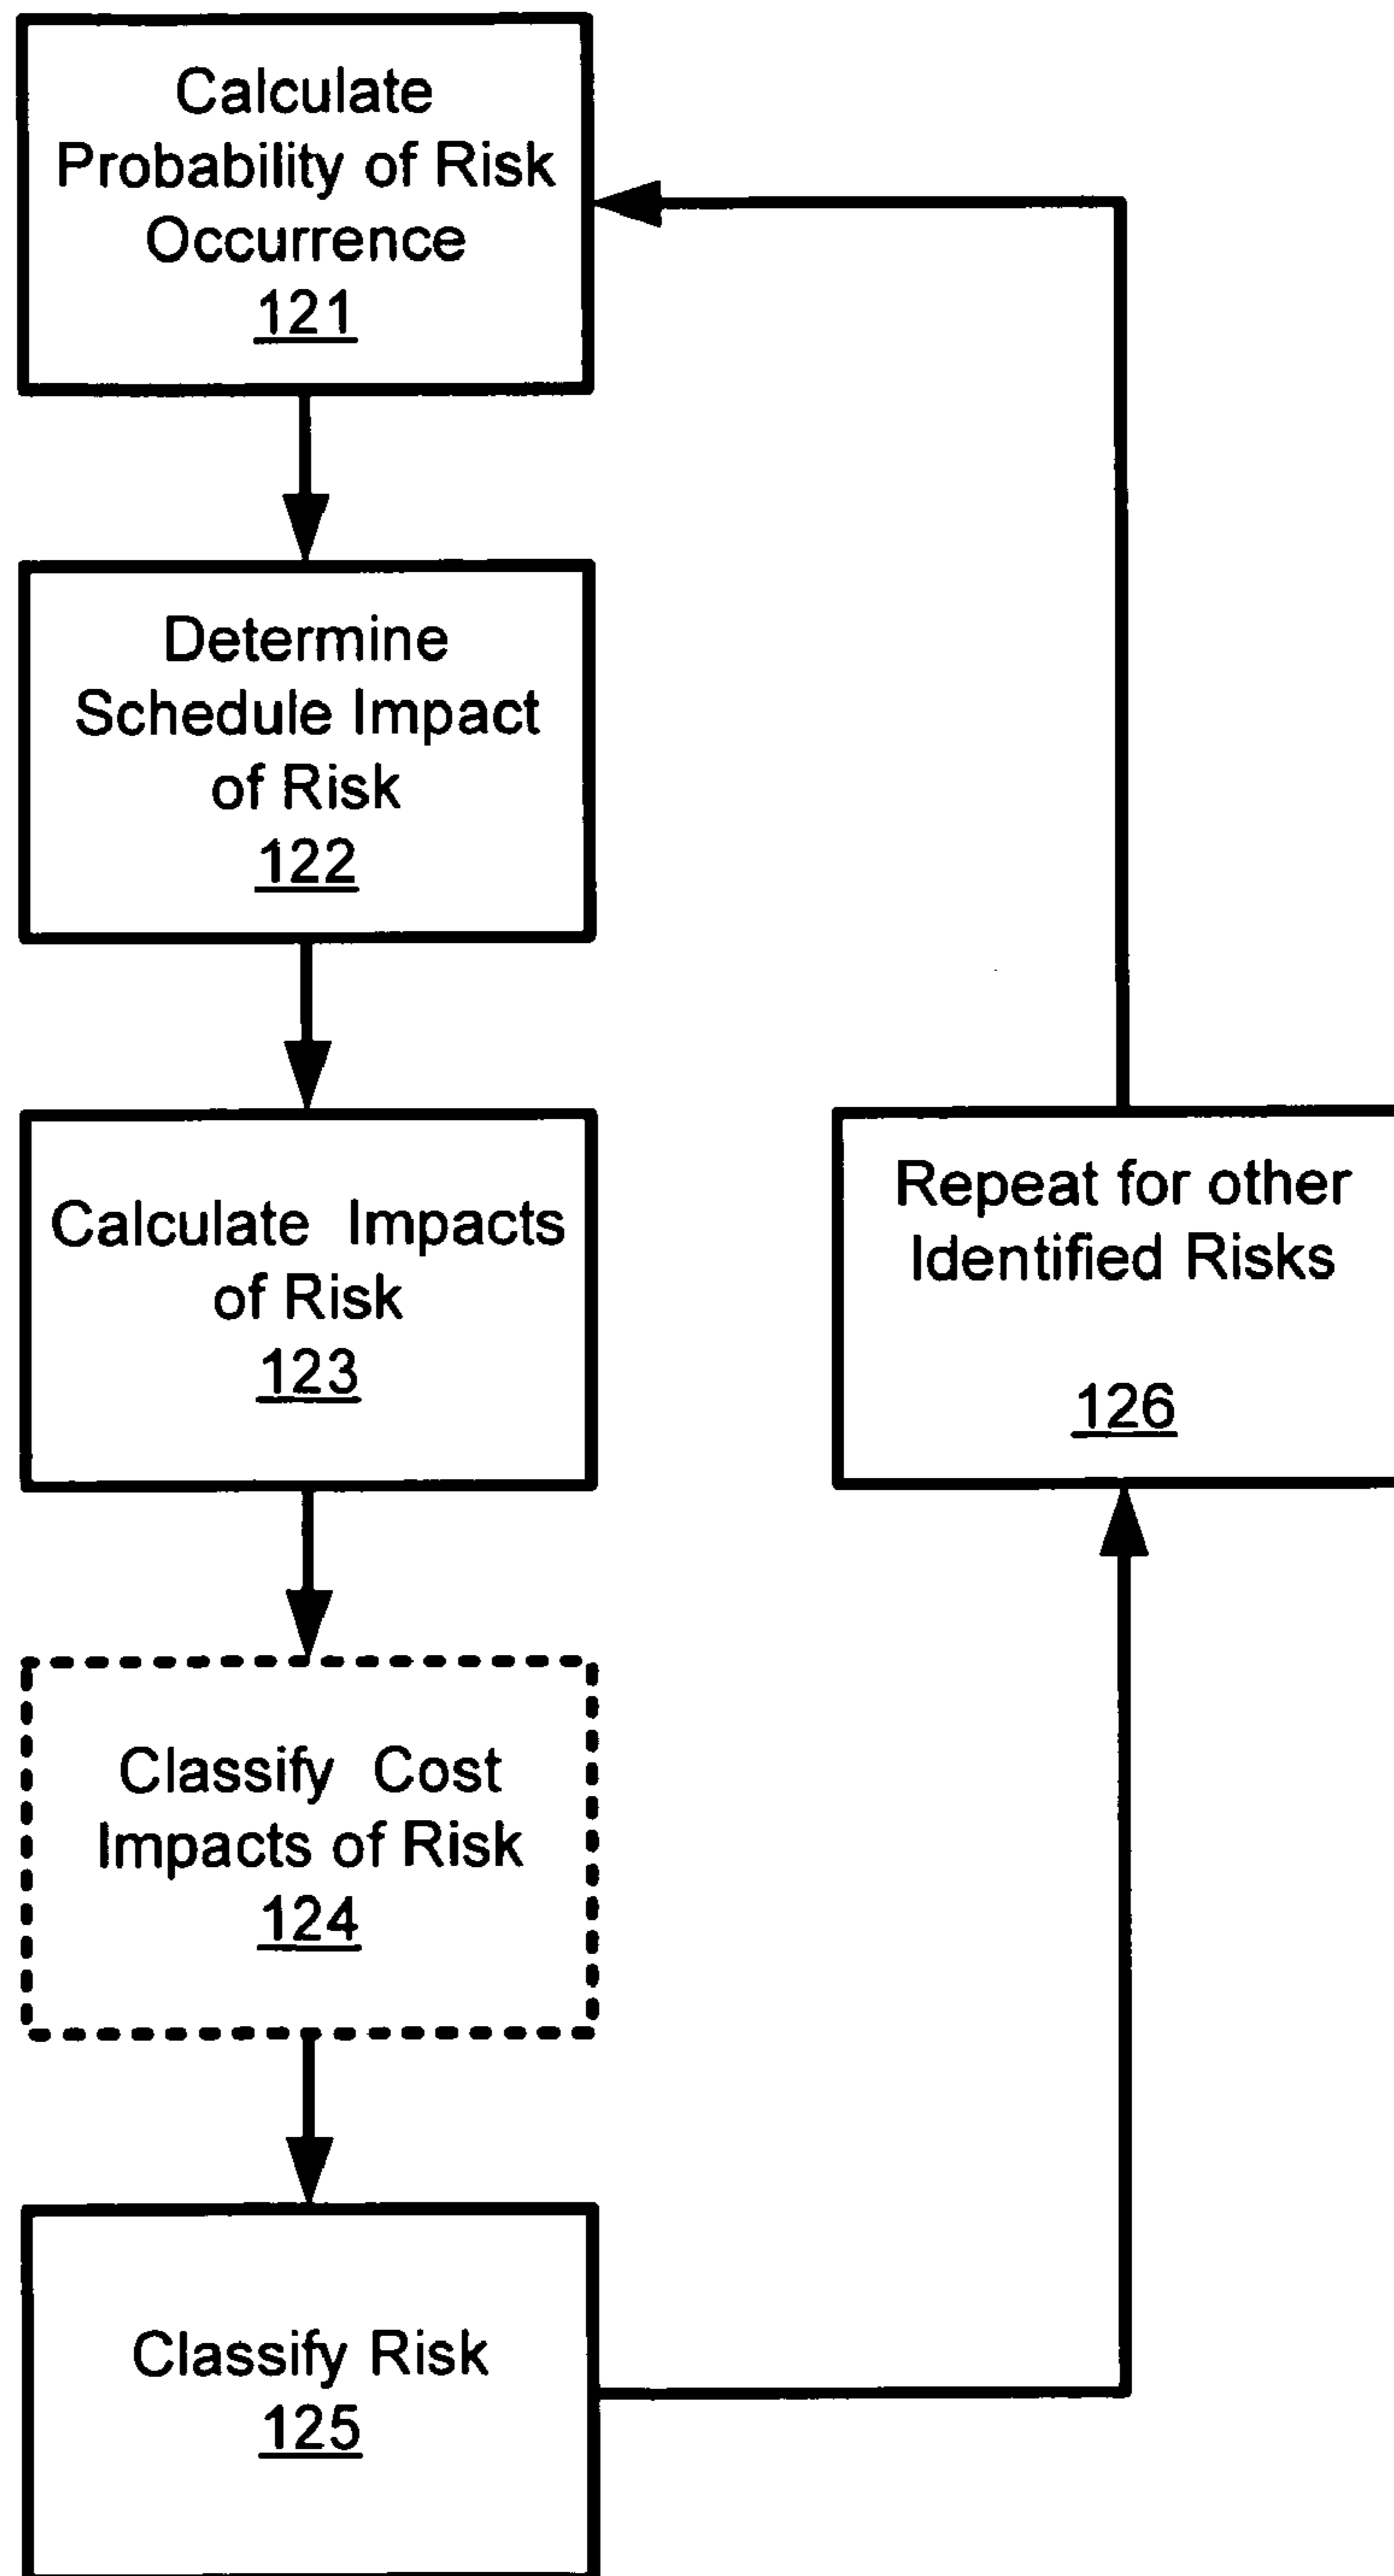 Calculate
Probability of Risk
Occurrence
121
Determine
Schedule Impact
of Risk
122
Calculate Impacts
of Risk
123
Classify Cost
Impacts of Risk
124
Classify Risk
125
Repeat for other
Identified Risks
126